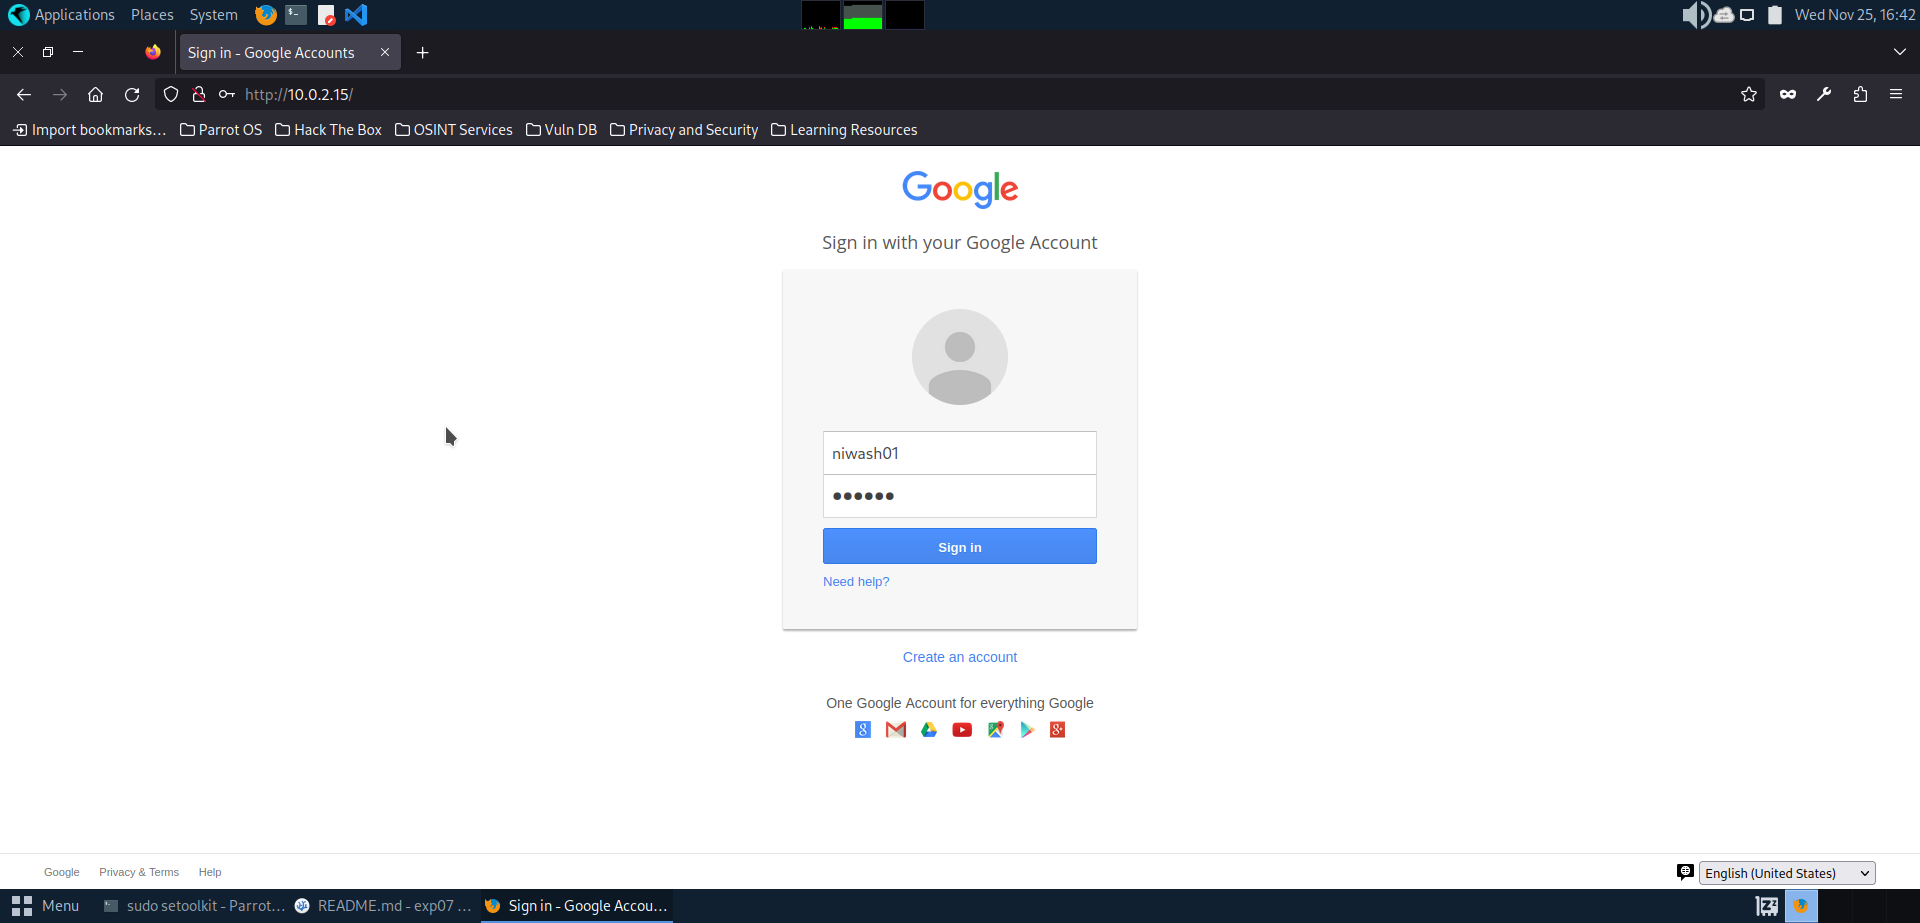 Applications Places System Wed Nov 25, 16:42
Sign in - Google Accounts
http://10.0.2.15/
Import bookmarks... Parrot OS Hack The Box OSINT Services Vuln DB Privacy and Security Learning Resources
Google
Sign in with your Google Account
niwash01
Sign in
Need help?
Create an account
One Google Account for everything Google
Google Privacy & Terms Help English (United States)
Menu sudo setoolkit - Parrot... README.md - exp07 ... Sign in - Google Accou...